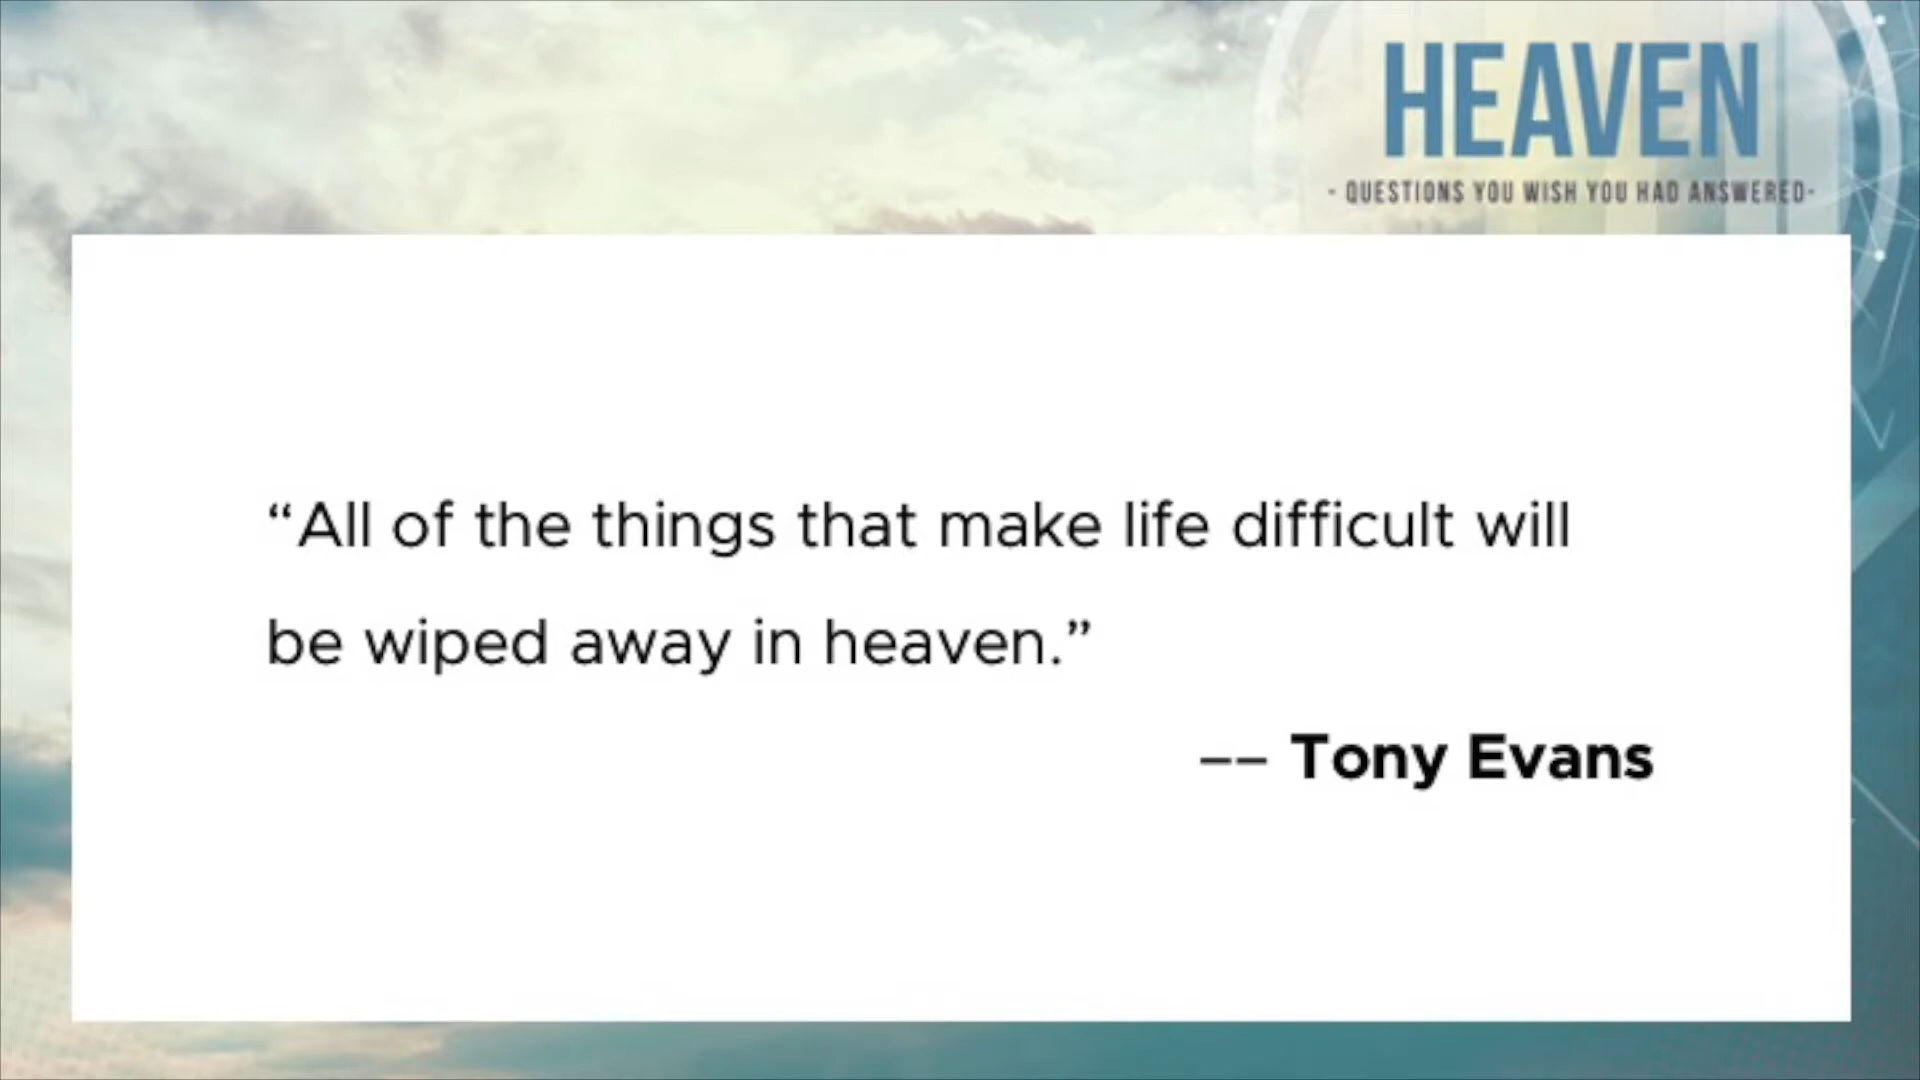 HEAVEN
- QUESTIONS YOU WISH YOU HAD ANSWERED-
“All of the things that make life difficult will
be wiped away in heaven.”
–– Tony Evans